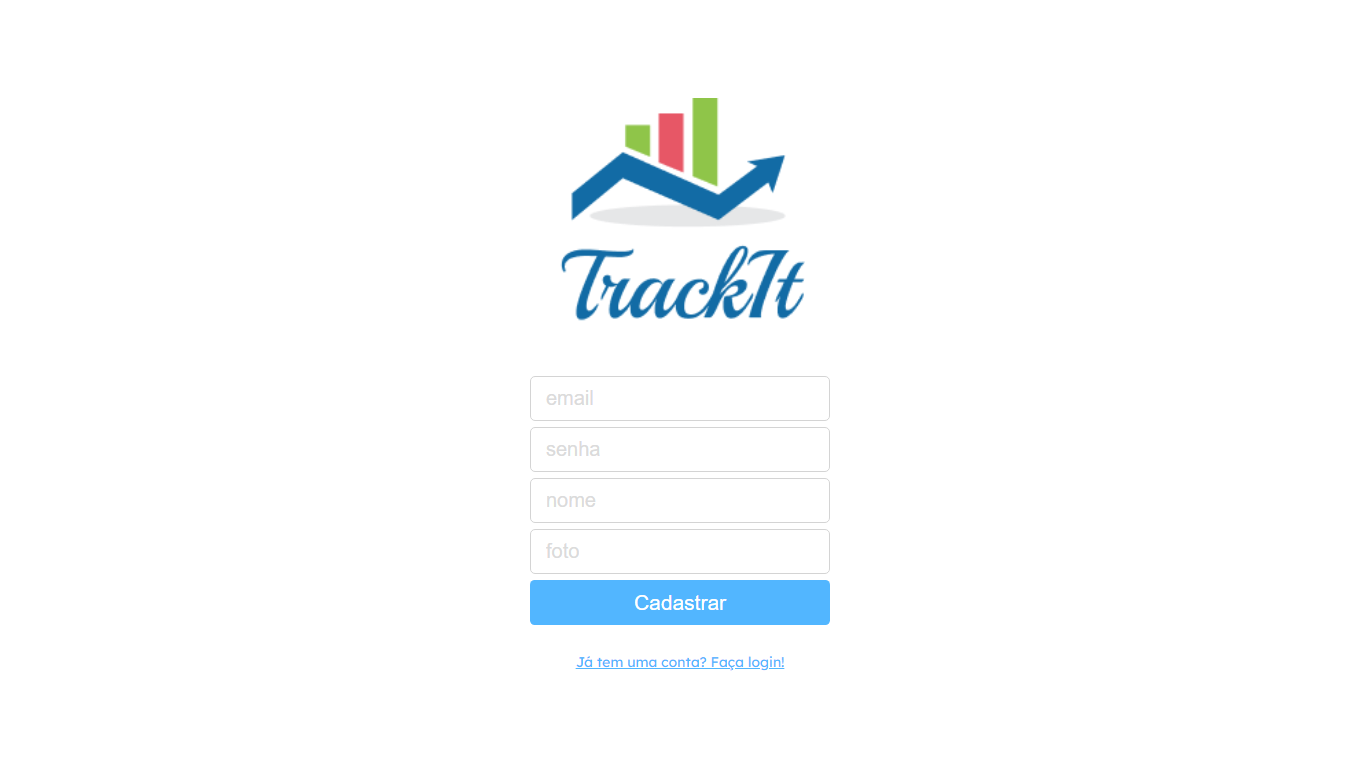 TrackIt
email
senha
nome
foto
Cadastrar
Já tem uma conta? Faça login!